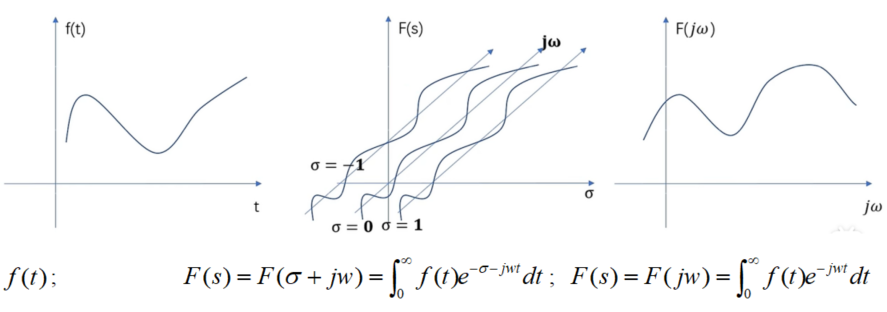 f(t)
F(s)
jω
F(jω)
σ = −1
t
σ = 0 σ = 1
σ
jω
f(t); F(s) = F(σ + jw) = ∫₀^∞ f(t)e^{−σ−jwt} dt ; F(s) = F(jw) = ∫₀^∞ f(t)e^{−jwt} dt